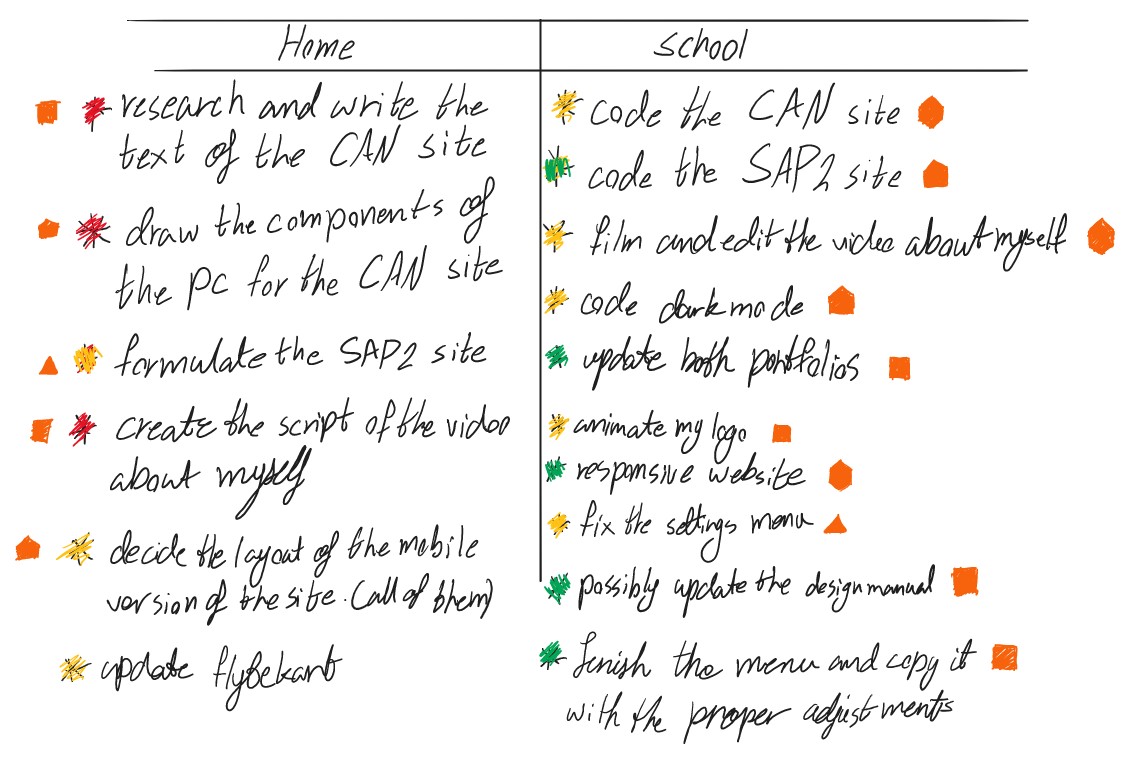 Home
research and write the
text of the CAN site
draw the components of
the pc for the CAN site
formulate the SAP2 site
create the script of the video
about myself
decide the layout of the mobile
version of the site. (all of them)
update flybekant
school
code the CAN site
code the SAP2 site
film and edit the video about myself
code darkmode
update both portfolios
animate my logo
responsive website
fix the settings menu
possibly update the design manual
finish the menu and copy it
with the proper adjustments